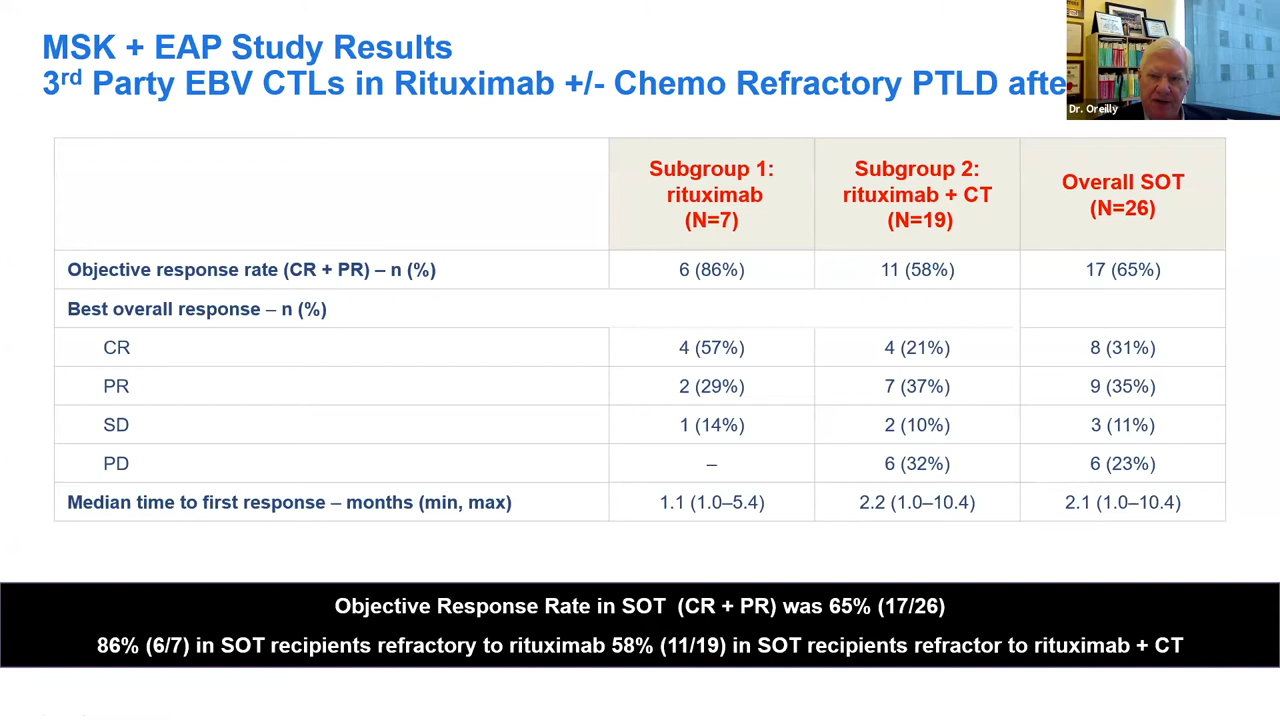 MSK + EAP Study Results
3rd Party EBV CTLs in Rituximab +/- Chemo Refractory PTLD afte
Dr. Oreilly
Subgroup 1: rituximab (N=7)
Subgroup 2: rituximab + CT (N=19)
Overall SOT (N=26)
Objective response rate (CR + PR) – n (%) 6 (86%) 11 (58%) 17 (65%)
Best overall response – n (%)
CR 4 (57%) 4 (21%) 8 (31%)
PR 2 (29%) 7 (37%) 9 (35%)
SD 1 (14%) 2 (10%) 3 (11%)
PD – 6 (32%) 6 (23%)
Median time to first response – months (min, max) 1.1 (1.0–5.4) 2.2 (1.0–10.4) 2.1 (1.0–10.4)
Objective Response Rate in SOT (CR + PR) was 65% (17/26)
86% (6/7) in SOT recipients refractory to rituximab 58% (11/19) in SOT recipients refractor to rituximab + CT